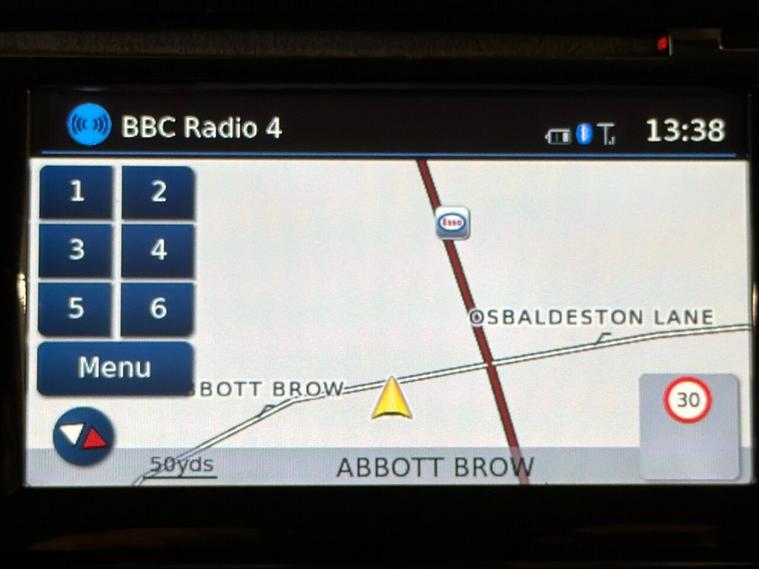 BBC Radio 4
13:38
1 2
3 4
5 6
Menu
Esso
OSBALDESTON LANE
BBOTT BROW
30
50yds
ABBOTT BROW